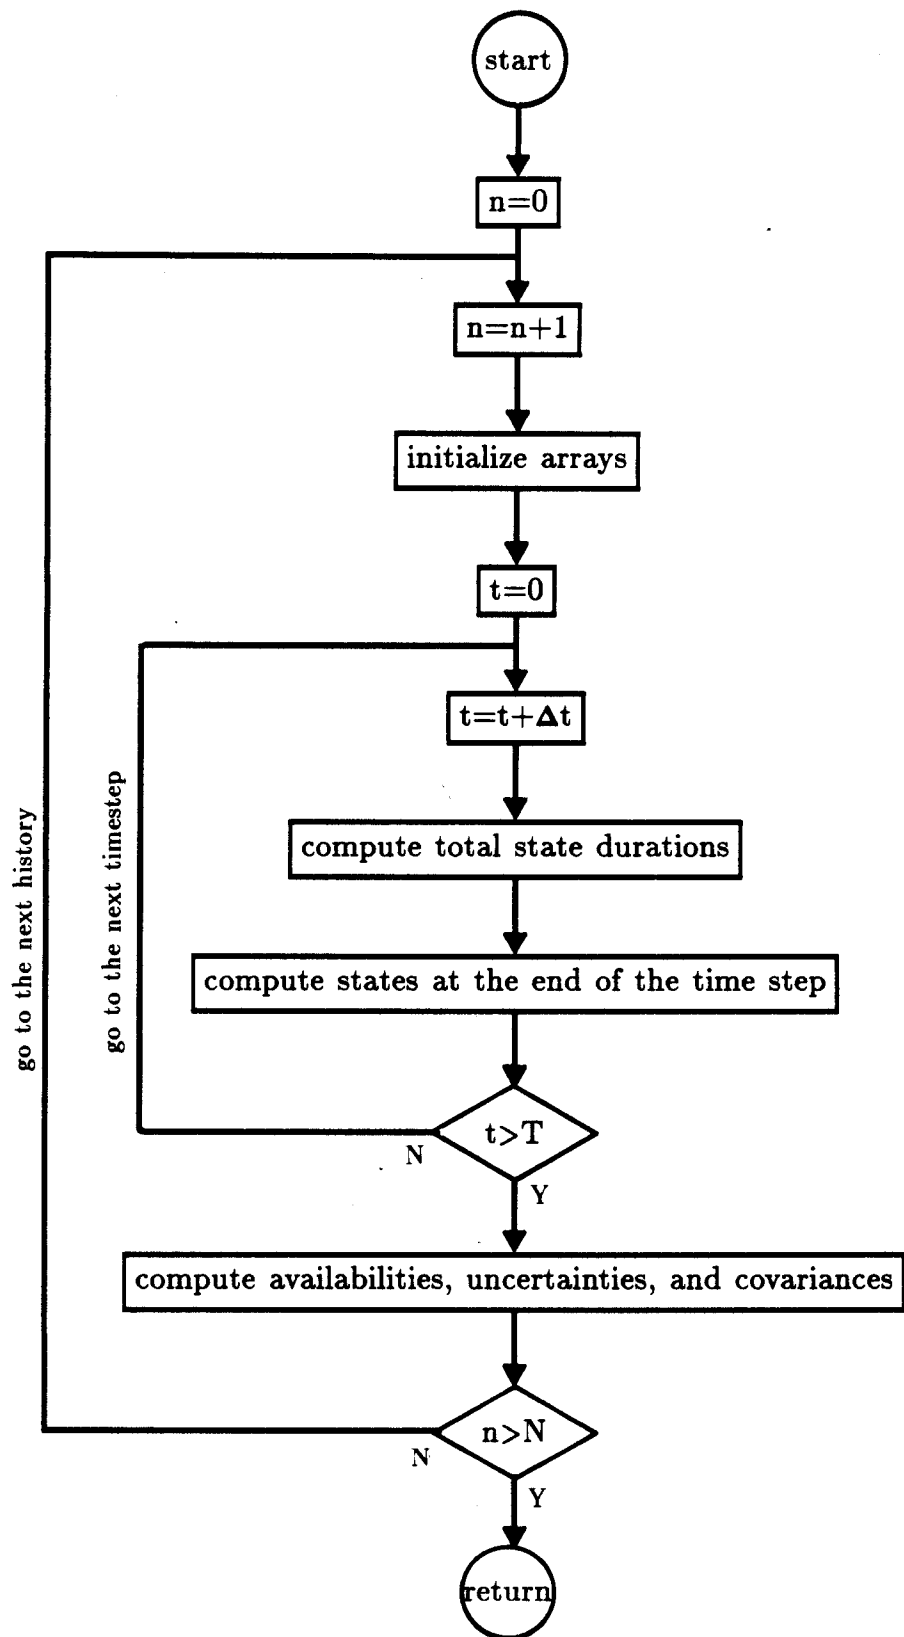 start
n=0
n=n+1
initialize arrays
t=0
t=t+Δt
compute total state durations
compute states at the end of the time step
t>T
N
Y
go to the next timestep
compute availabilities, uncertainties, and covariances
n>N
N
Y
go to the next history
return